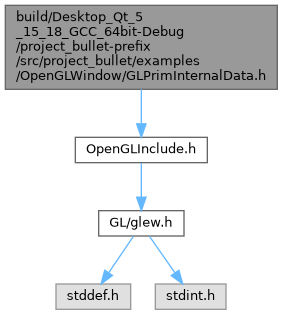 build/Desktop_Qt_5
_15_18_GCC_64bit-Debug
/project_bullet-prefix
/src/project_bullet/examples
/OpenGLWindow/GLPrimInternalData.h
OpenGLInclude.h
GL/glew.h
stddef.h
stdint.h